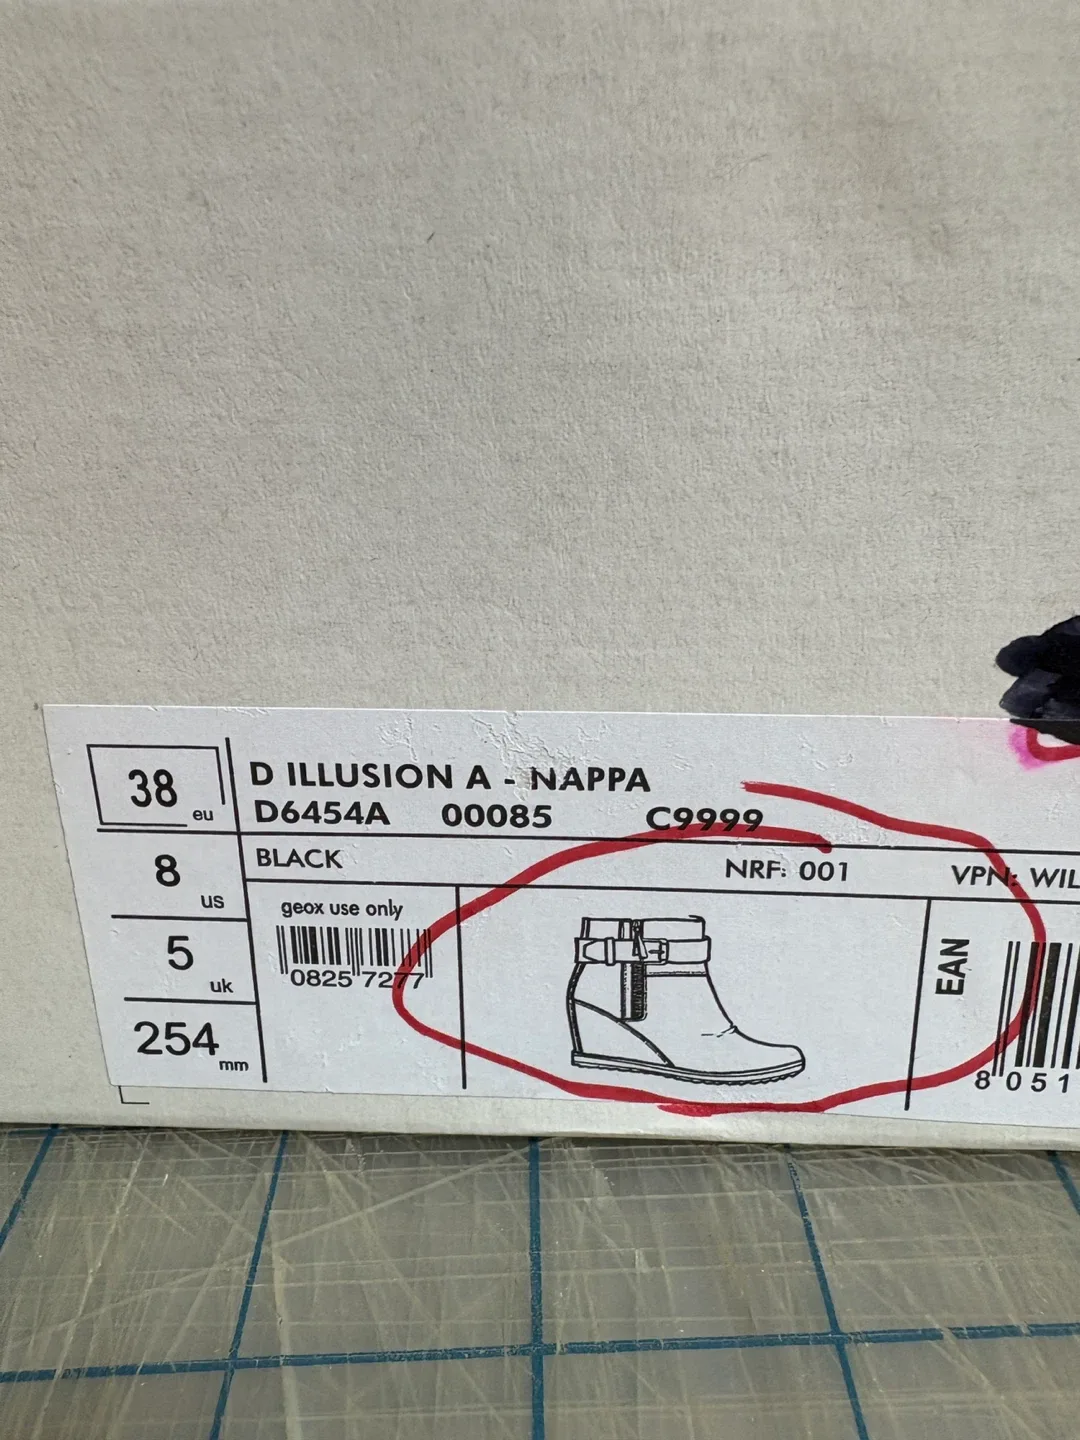 38 eu
8 us
5 uk
254 mm
D ILLUSION A - NAPPA
D6454A 00085 C9999
BLACK NRF: 001 VPN: WIL
geox use only
0825 7277
EAN
8 051